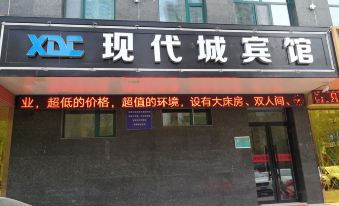 XDC 现代城宾馆
业，超低的价格，超值的环境，设有大床房、双人间、